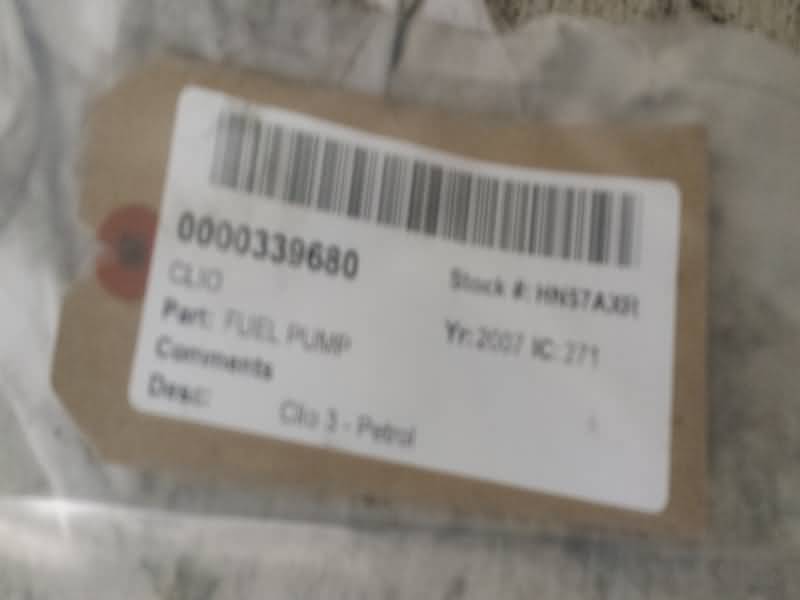 0000339680
CLIO
Stock #: HN57AXR
Part: FUEL PUMP
Yr: 2007 IC: 271
Comments
Desc: Clio 3 - Petrol